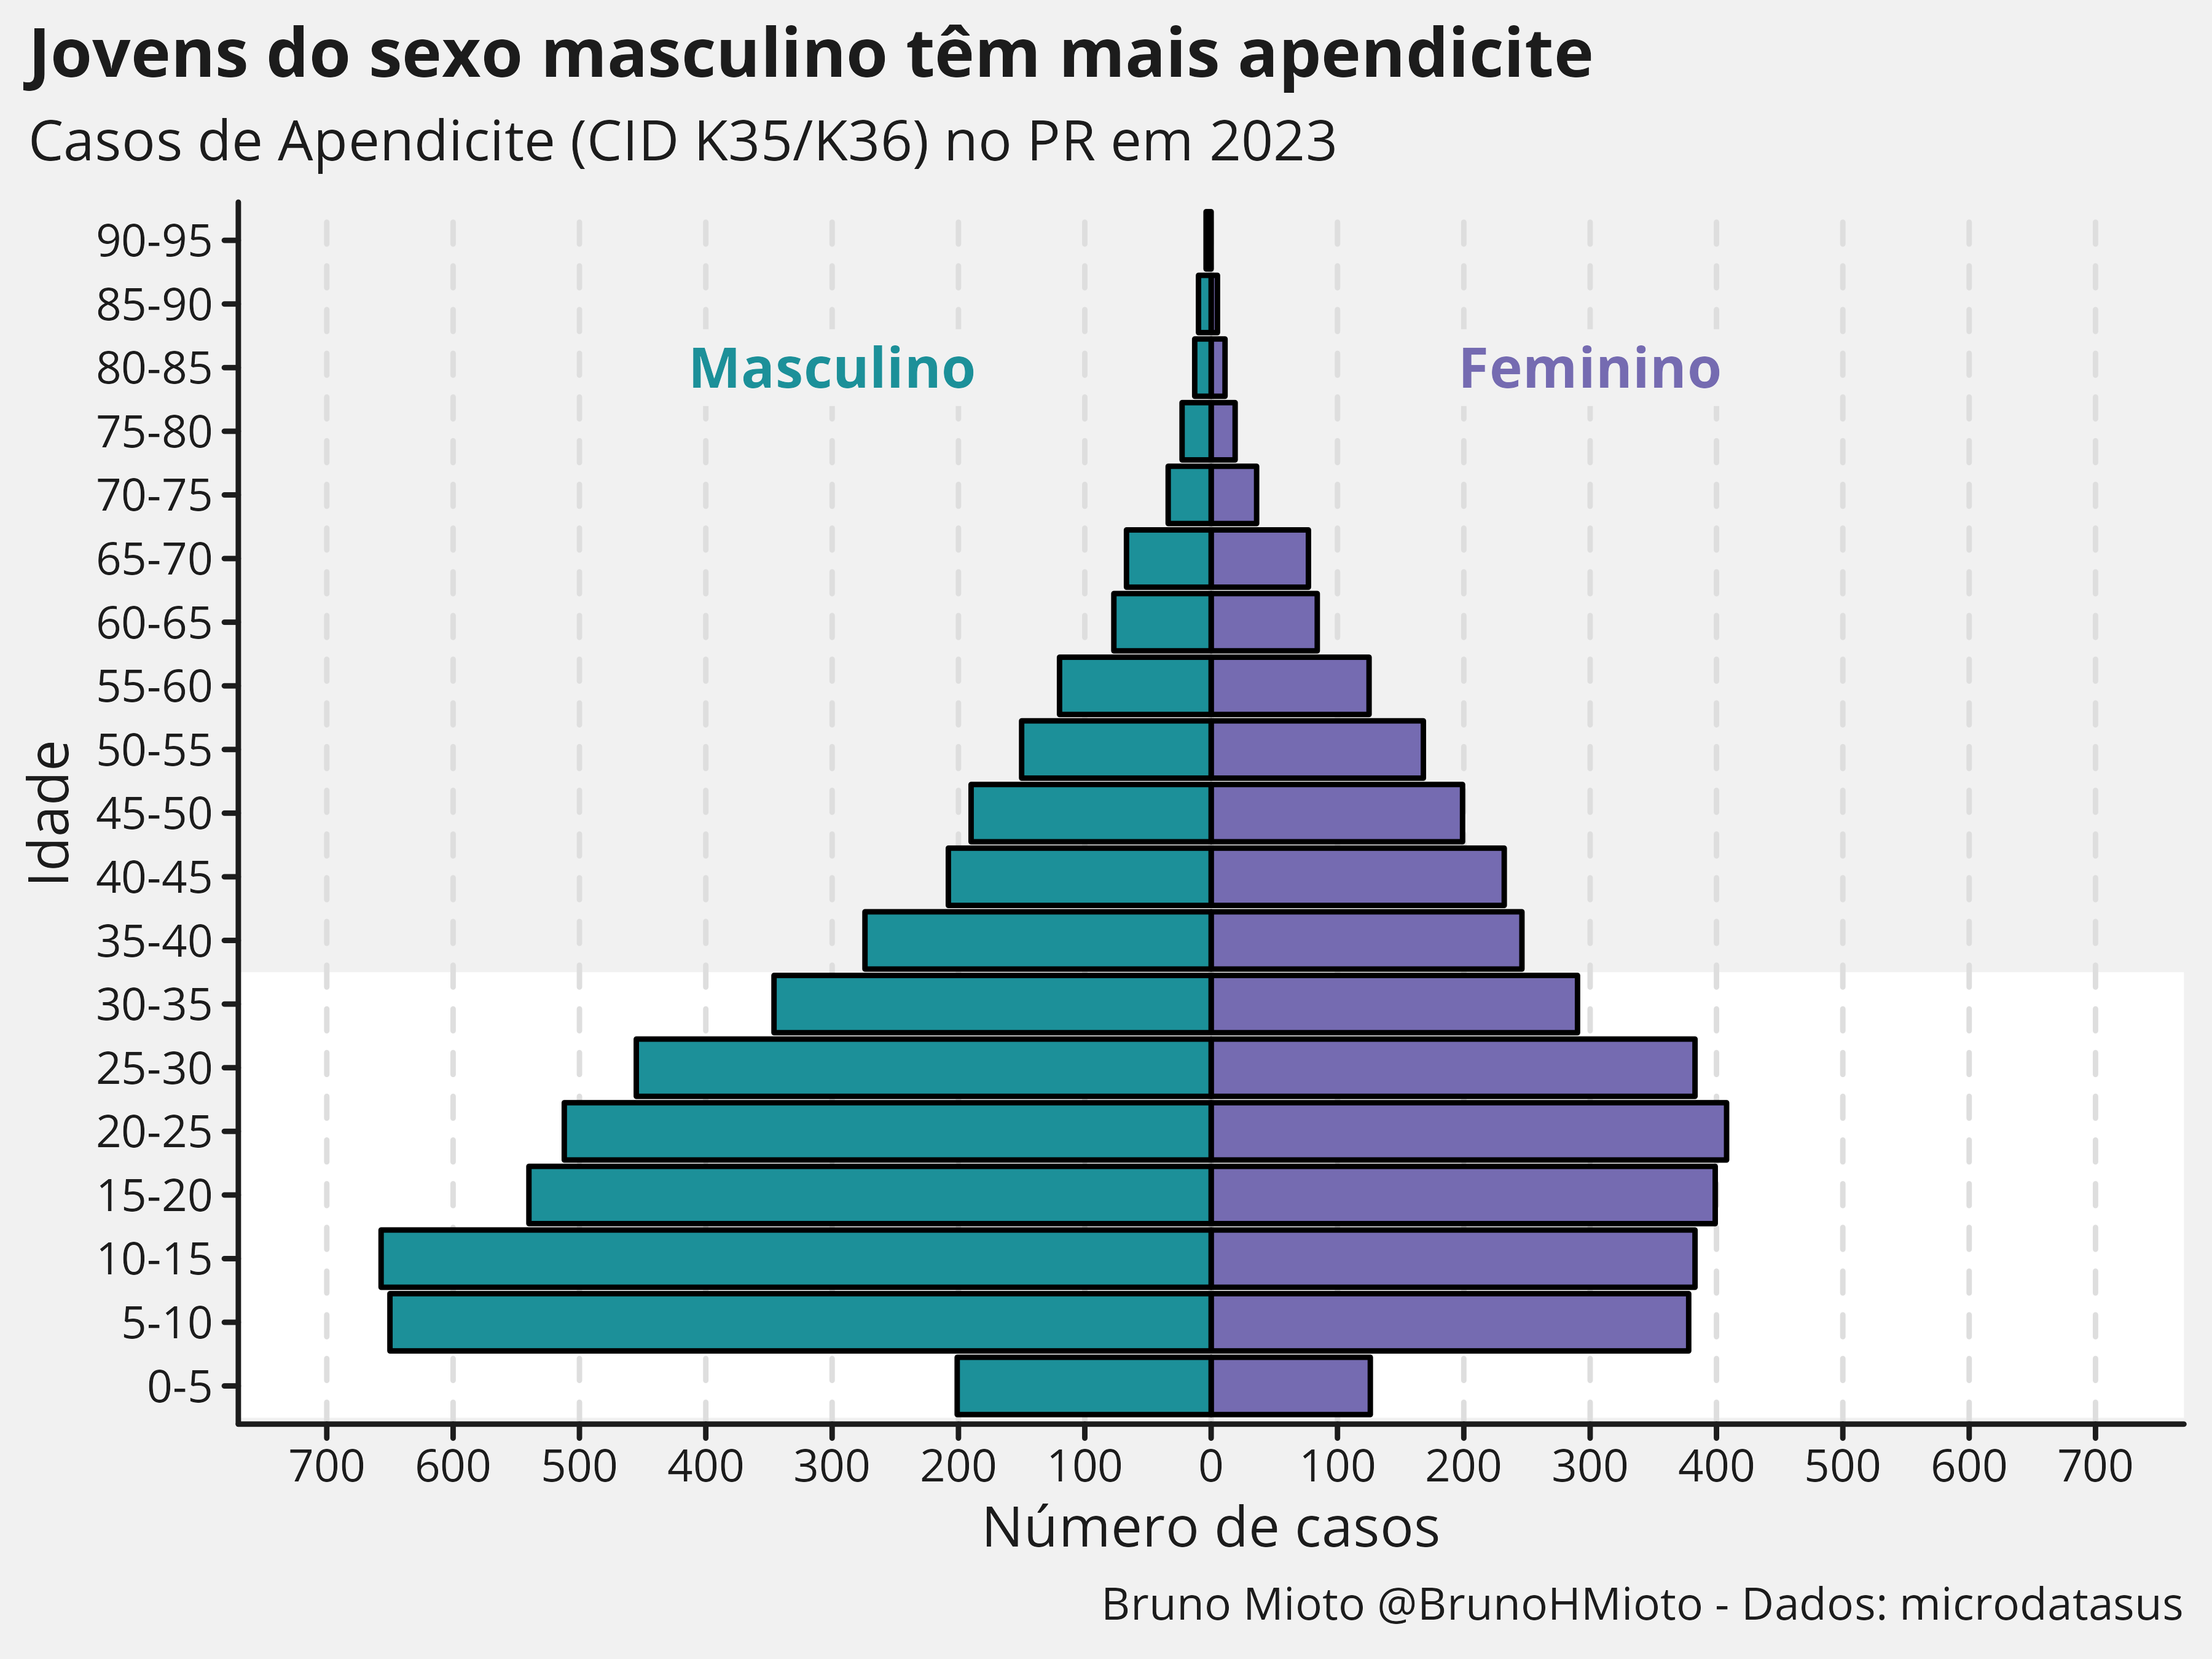 Jovens do sexo masculino têm mais apendicite
Casos de Apendicite (CID K35/K36) no PR em 2023
90-95
85-90
80-85
75-80
70-75
65-70
60-65
55-60
50-55
45-50
40-45
35-40
30-35
25-30
20-25
15-20
10-15
5-10
0-5
Idade
Masculino
Feminino
700 600 500 400 300 200 100 0 100 200 300 400 500 600 700
Número de casos
Bruno Mioto @BrunoHMioto - Dados: microdatasus